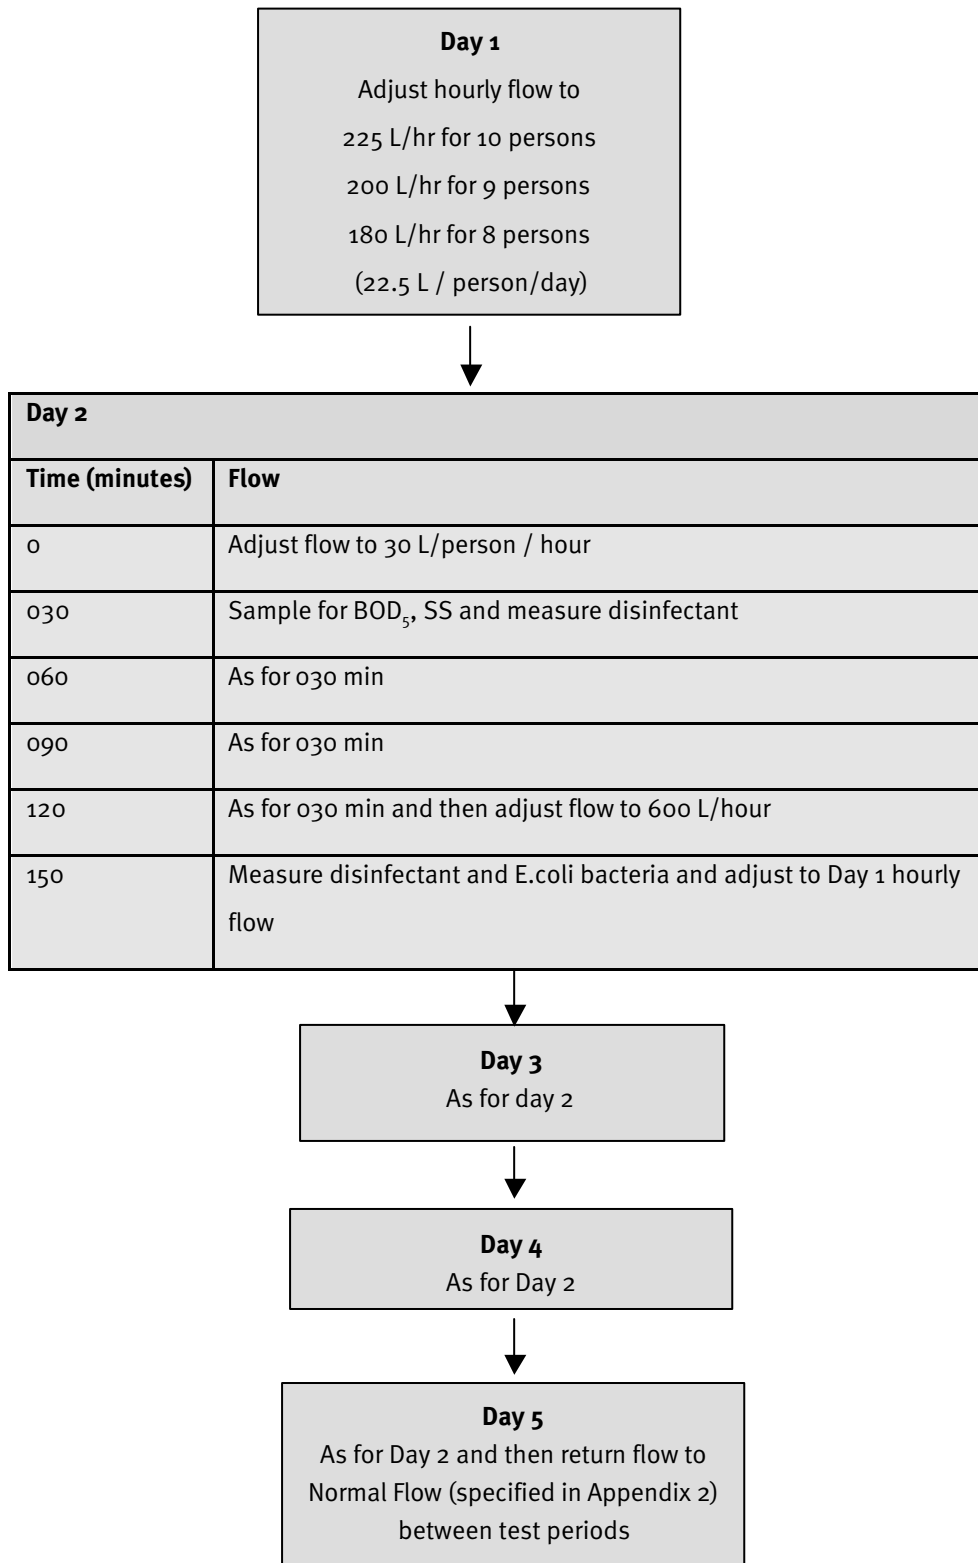 Day 1
Adjust hourly flow to
225 L/hr for 10 persons
200 L/hr for 9 persons
180 L/hr for 8 persons
(22.5 L / person/day)
Day 2
Time (minutes) Flow
0 Adjust flow to 30 L/person / hour
030 Sample for BOD₅, SS and measure disinfectant
060 As for 030 min
090 As for 030 min
120 As for 030 min and then adjust flow to 600 L/hour
150 Measure disinfectant and E.coli bacteria and adjust to Day 1 hourly
flow
Day 3
As for day 2
Day 4
As for Day 2
Day 5
As for Day 2 and then return flow to
Normal Flow (specified in Appendix 2)
between test periods